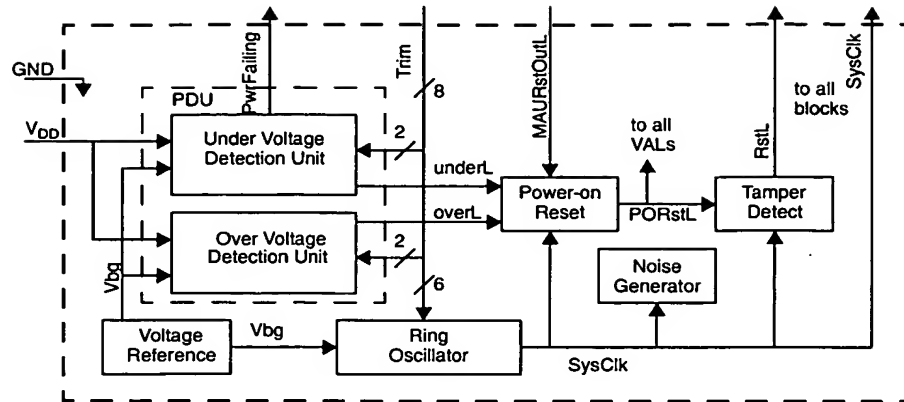 GND
PDU
PwrFailing
Trim
8
MAURstOutL
RstL
to all
blocks
SysClk
VDD
Under Voltage
Detection Unit
2
underL
to all
VALs
Power-on
Reset
PORstL
Tamper
Detect
overL
Over Voltage
Detection Unit
2
6
Vbg
Noise
Generator
Voltage
Reference
Vbg
Ring
Oscillator
SysClk